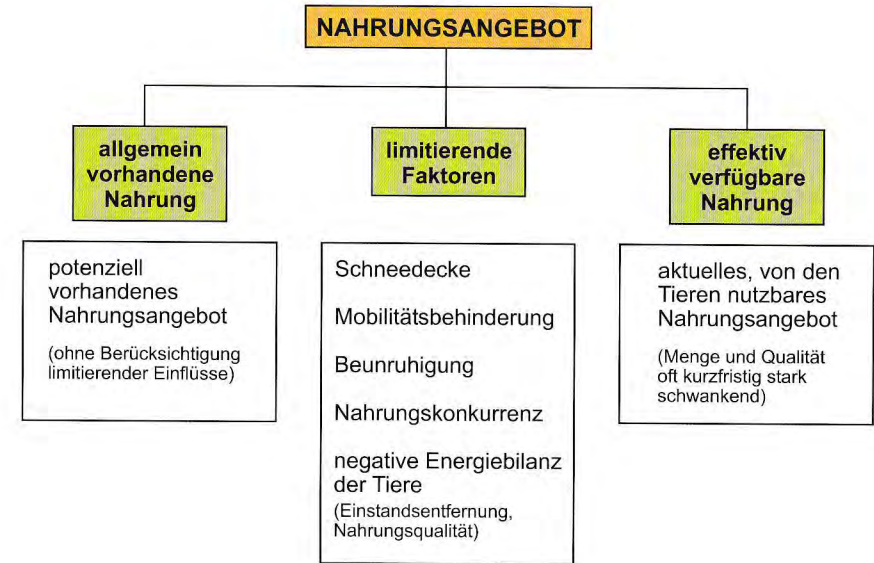 NAHRUNGSANGEBOT
allgemein
vorhandene
Nahrung
potenziell
vorhandenes
Nahrungsangebot
(ohne Berücksichtigung
limitierender Einflüsse)
limitierende
Faktoren
Schneedecke
Mobilitätsbehinderung
Beunruhigung
Nahrungskonkurrenz
negative Energiebilanz
der Tiere
(Einstandsentfernung,
Nahrungsqualität)
effektiv
verfügbare
Nahrung
aktuelles, von den
Tieren nutzbares
Nahrungsangebot
(Menge und Qualität
oft kurzfristig stark
schwankend)